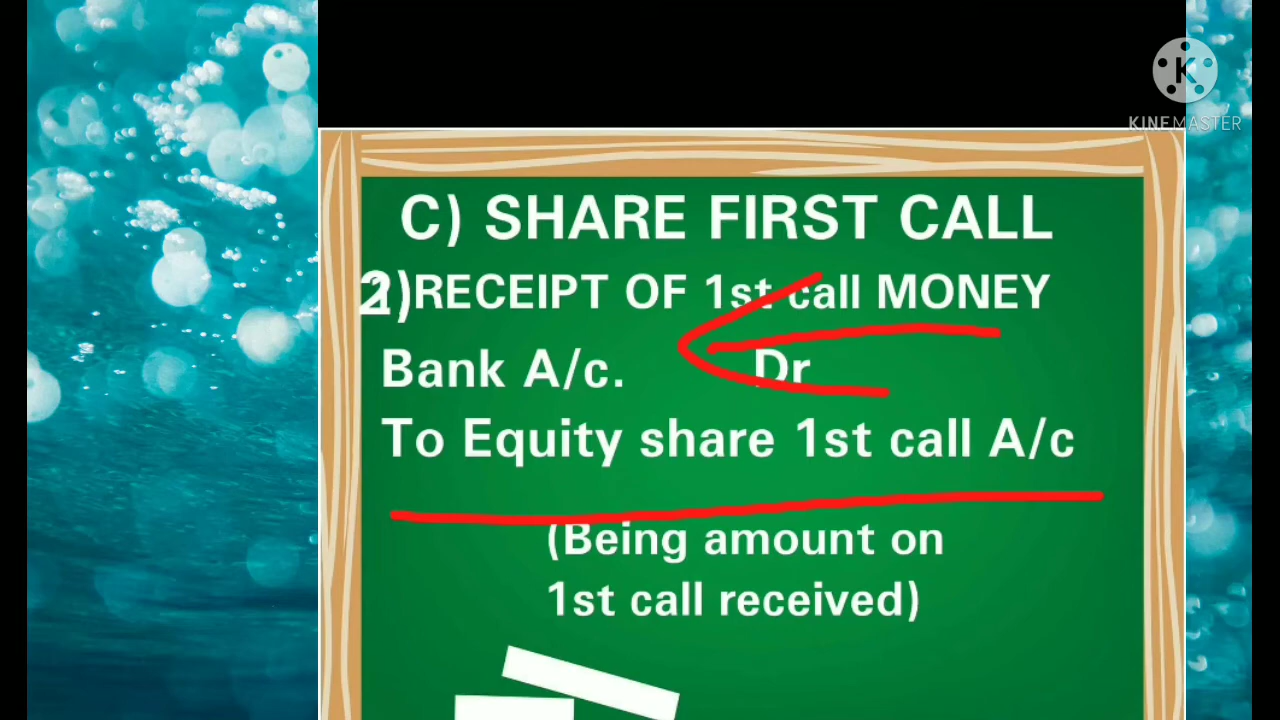 K
KINEMASTER
C) SHARE FIRST CALL
2)RECEIPT OF 1st call MONEY
Bank A/c. Dr
To Equity share 1st call A/c
(Being amount on
1st call received)